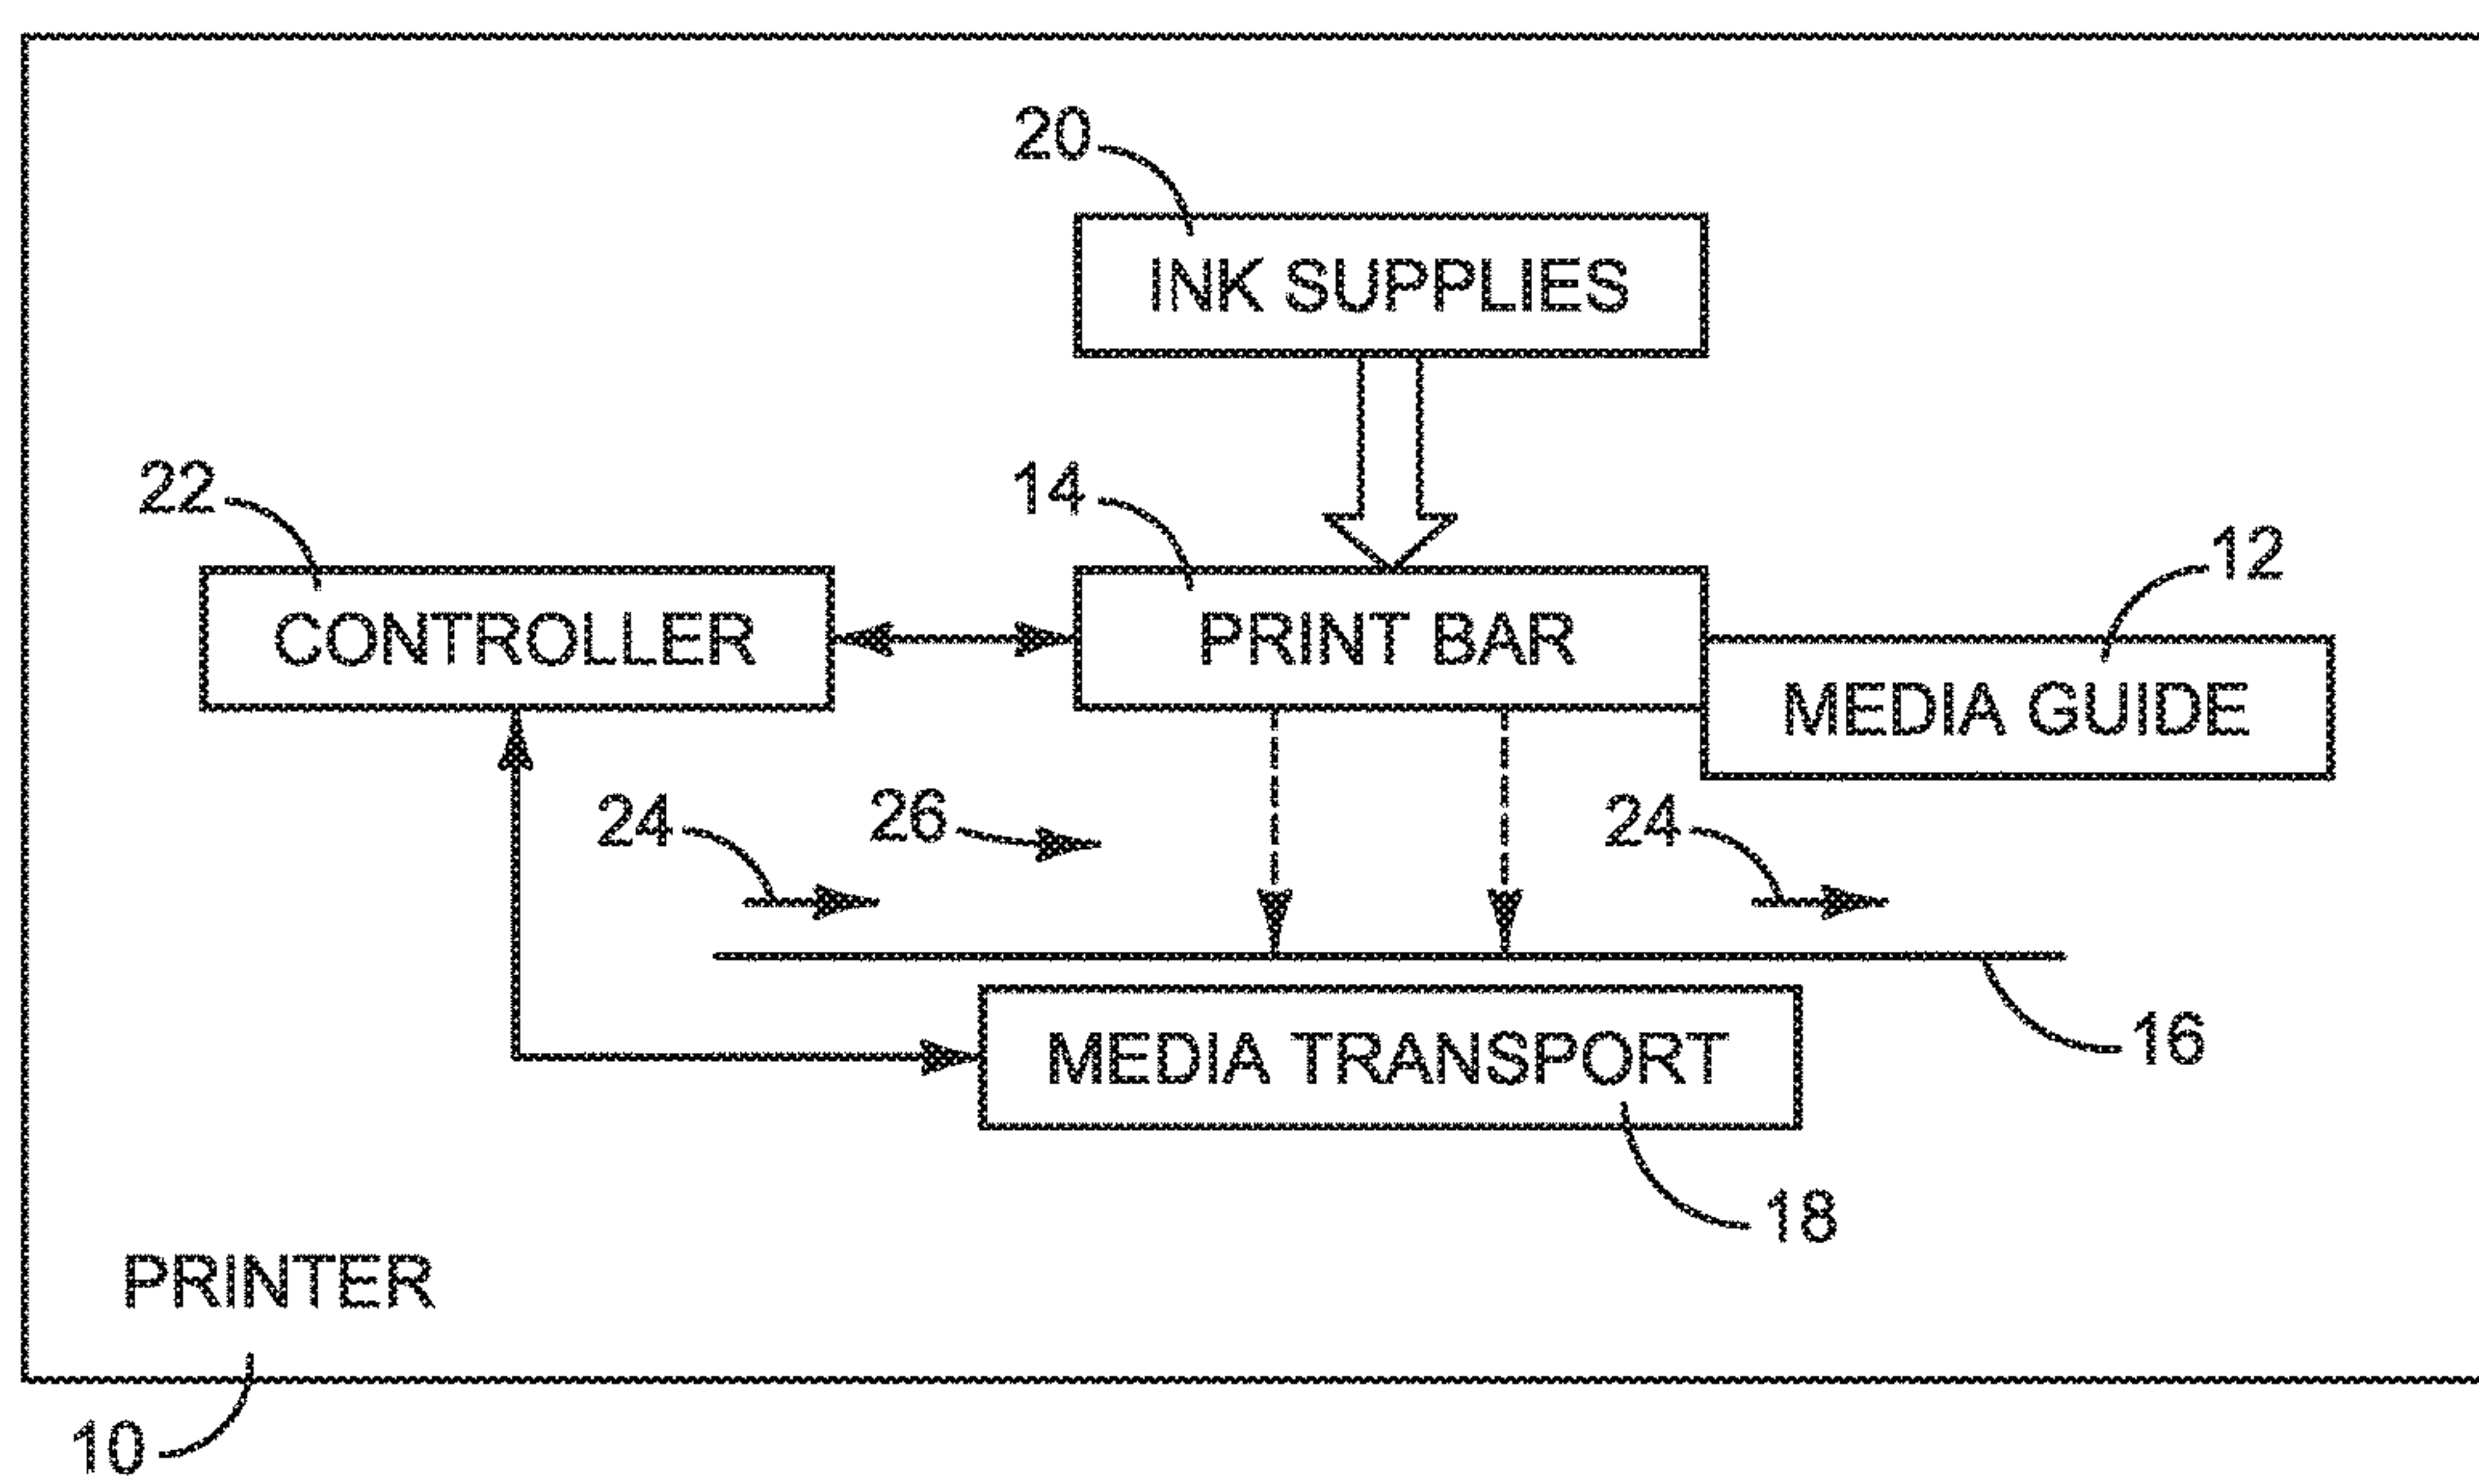 20
INK SUPPLIES
22
14
12
CONTROLLER
PRINT BAR
MEDIA GUIDE
24
26
24
16
MEDIA TRANSPORT
18
PRINTER
10